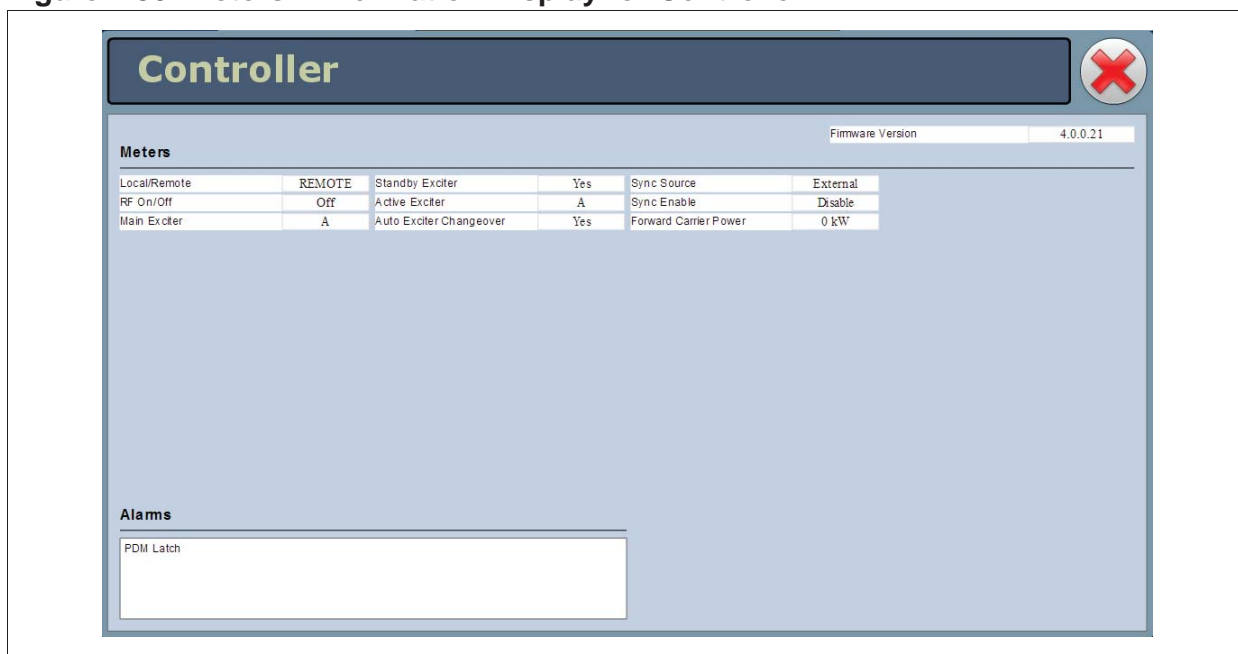 Controller
Firmware Version 4.0.0.21
Meters
Local/Remote REMOTE Standby Exciter Yes Sync Source External
RF On/Off Off Active Exciter A Sync Enable Disable
Main Exciter A Auto Exciter Changeover Yes Forward Carrier Power 0 kW
Alarms
PDM Latch